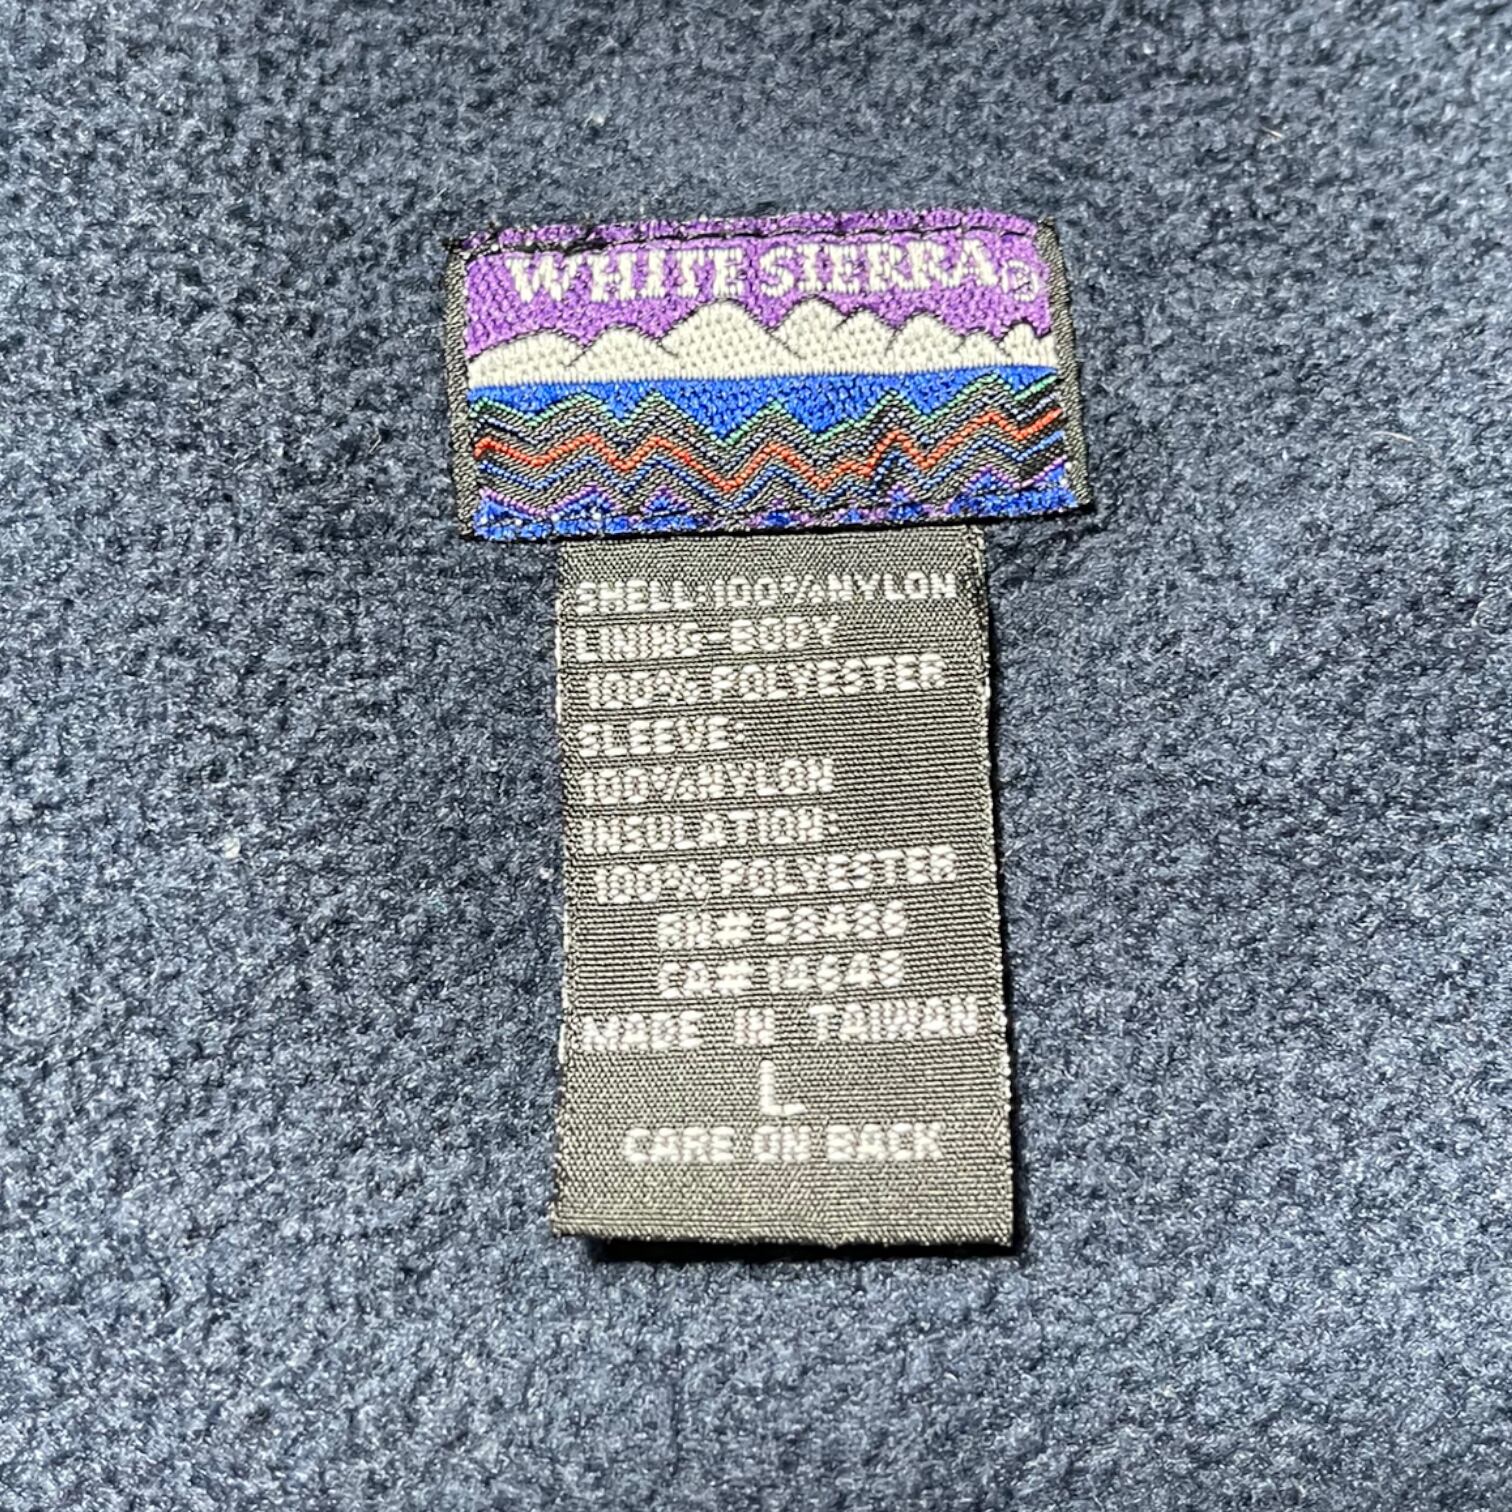 WHITE SIERRA®
SHELL:100%NYLON
LINING-BODY
100%POLYESTER
SLEEVE:
100%NYLON
INSULATION:
100%POLYESTER
RN# 58486
CA# 14648
MADE IN TAIWAN
L
CARE ON BACK